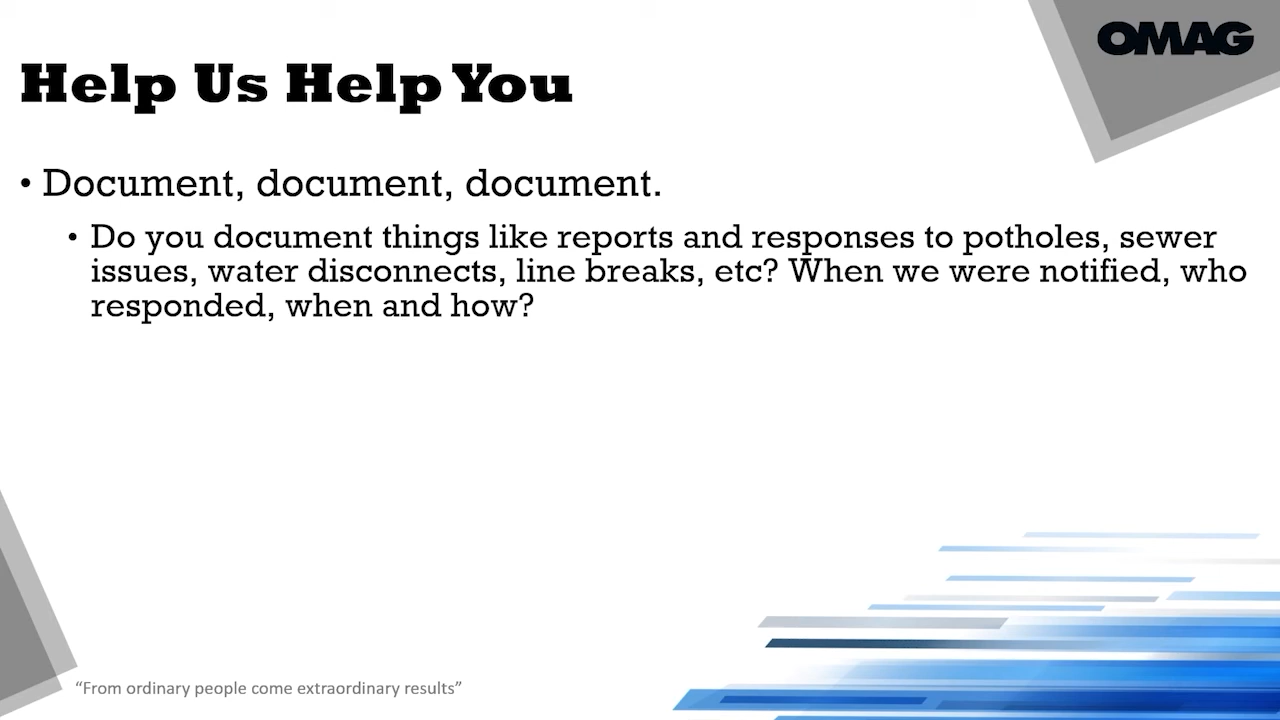 OMAG
Help Us Help You
• Document, document, document.
• Do you document things like reports and responses to potholes, sewer
issues, water disconnects, line breaks, etc? When we were notified, who
responded, when and how?
“From ordinary people come extraordinary results”